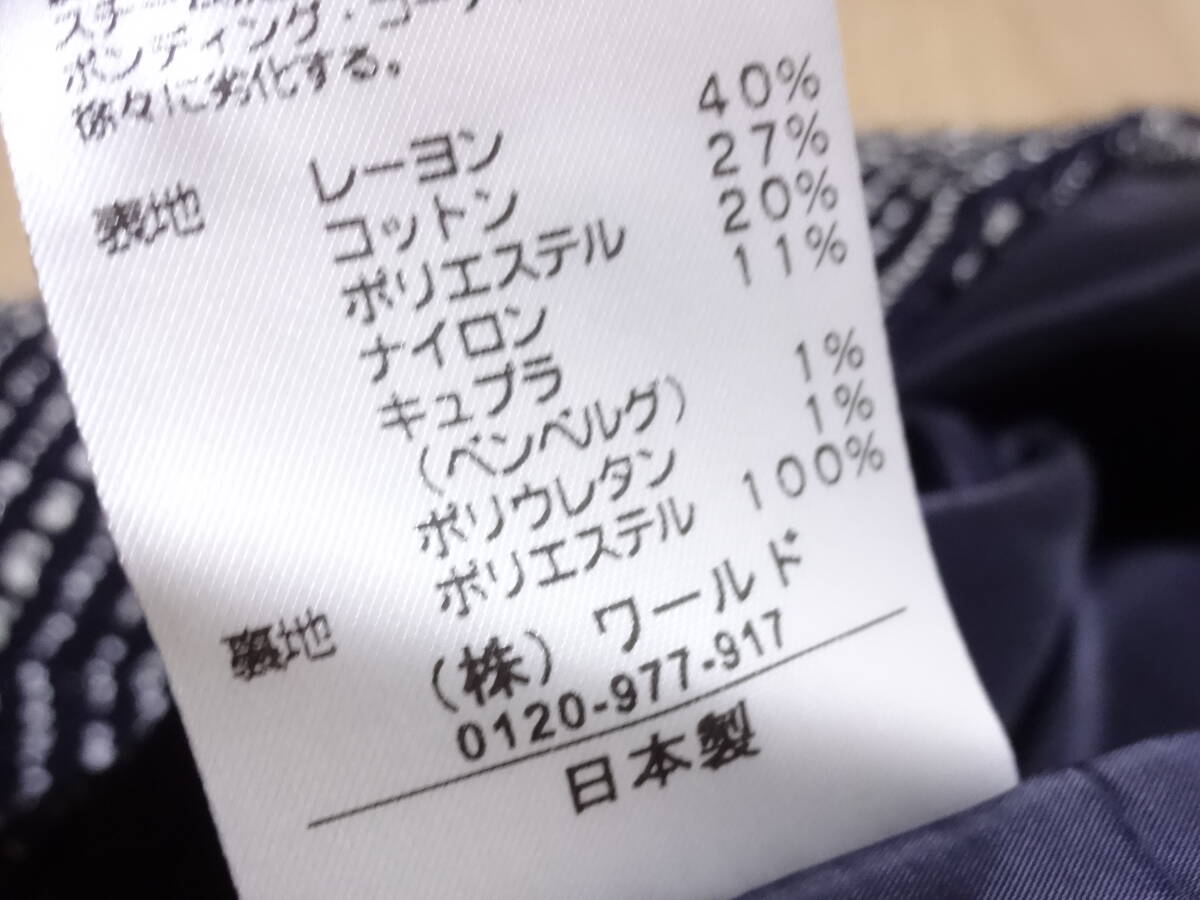 ボンディング・コー
徐々に劣化する。
表地 レーヨン 40%
コットン 27%
ポリエステル 20%
ナイロン 11%
キュプラ
(ベンベルグ) 1%
ポリウレタン 1%
裏地 ポリエステル 100%
(株) ワールド
0120-977-917
日本製